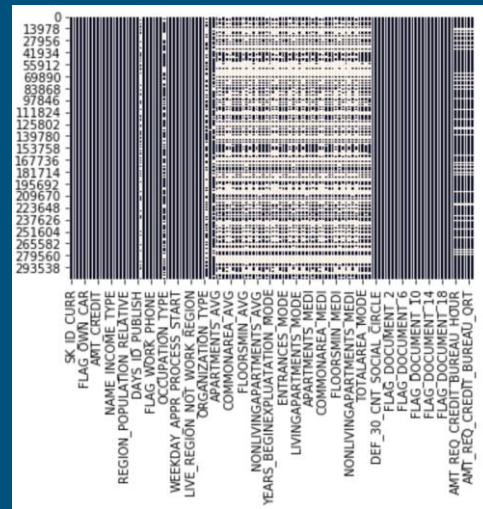 0
13978
27956
41934
55912
69890
83868
97846
111824
125802
139780
153758
167736
181714
195692
209670
223648
237626
251604
265582
279560
293538
SK_ID_CURR
FLAG_OWN_CAR
AMT_CREDIT
NAME_INCOME_TYPE
REGION_POPULATION_RELATIVE
DAYS_ID_PUBLISH
FLAG_WORK_PHONE
OCCUPATION_TYPE
WEEKDAY_APPR_PROCESS_START
LIVE_REGION_NOT_WORK_REGION
ORGANIZATION_TYPE
APARTMENTS_AVG
COMMONAREA_AVG
FLOORSMIN_AVG
NONLIVINGAPARTMENTS_AVG
YEARS_BEGINEXPLUATATION_MODE
ENTRANCES_MODE
LIVINGAPARTMENTS_MODE
APARTMENTS_MEDI
COMMONAREA_MEDI
FLOORSMIN_MEDI
NONLIVINGAPARTMENTS_MEDI
TOTALAREA_MODE
DEF_30_CNT_SOCIAL_CIRCLE
FLAG_DOCUMENT_2
FLAG_DOCUMENT_6
FLAG_DOCUMENT_10
FLAG_DOCUMENT_14
FLAG_DOCUMENT_18
AMT_REQ_CREDIT_BUREAU_HOUR
AMT_REQ_CREDIT_BUREAU_QRT